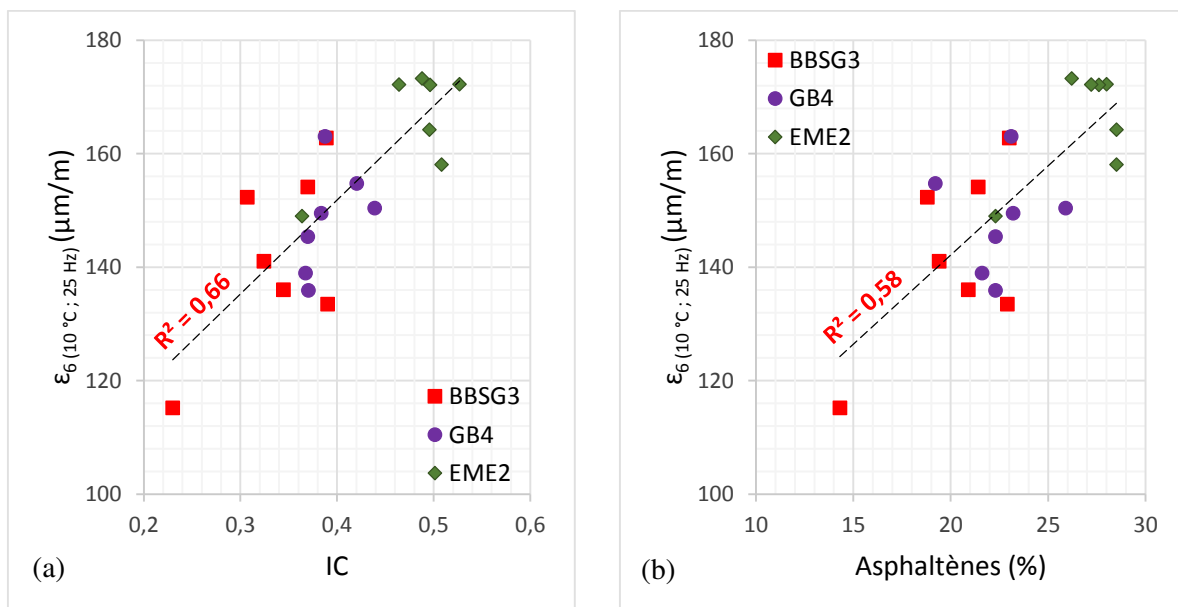 180
160
140
120
100
ε6 (10 °C ; 25 Hz) (µm/m)
R² = 0,66
BBSG3
GB4
EME2
0,2 0,3 0,4 0,5 0,6
(a) IC
180
160
140
120
100
ε6 (10 °C ; 25 Hz) (µm/m)
BBSG3
GB4
EME2
R² = 0,58
10 15 20 25 30
(b) Asphaltènes (%)